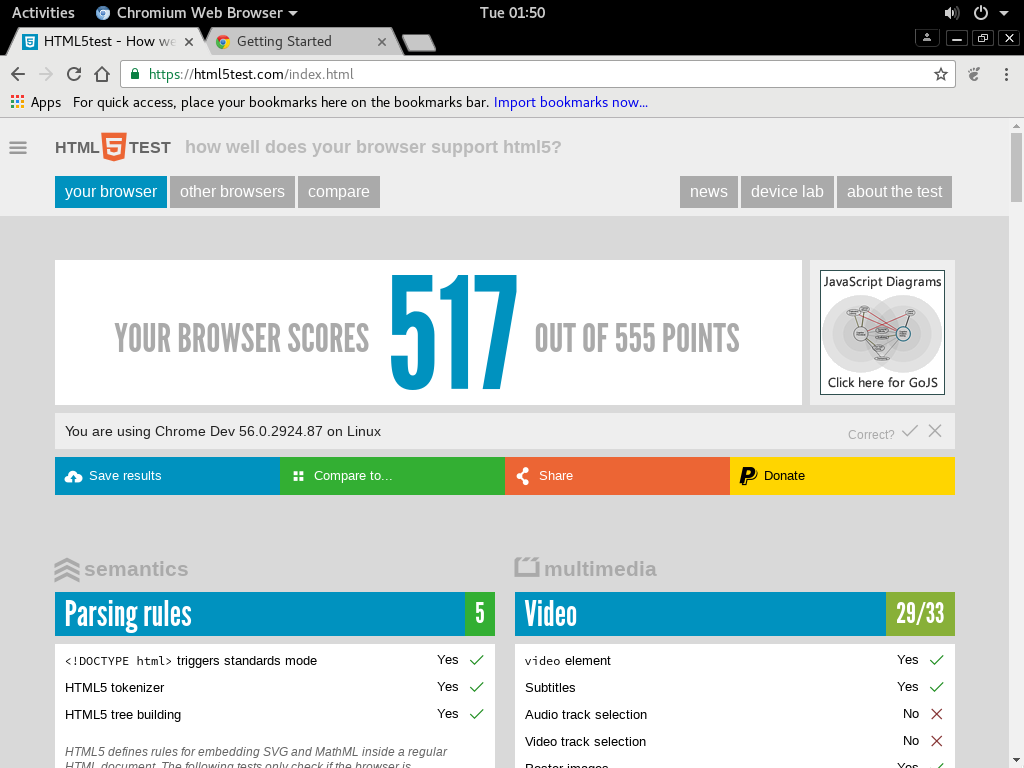 Activities Chromium Web Browser Tue 01:50
HTML5test - How we Getting Started
https://html5test.com/index.html
Apps For quick access, place your bookmarks here on the bookmarks bar. Import bookmarks now...
HTML 5 TEST how well does your browser support html5?
your browser other browsers compare news device lab about the test
YOUR BROWSER SCORES 517 OUT OF 555 POINTS
JavaScript Diagrams
Click here for GoJS
You are using Chrome Dev 56.0.2924.87 on Linux Correct?
Save results Compare to... Share Donate
semantics
Parsing rules 5
<!DOCTYPE html> triggers standards mode Yes
HTML5 tokenizer Yes
HTML5 tree building Yes
HTML5 defines rules for embedding SVG and MathML inside a regular
HTML document. The following tests only check if the browser is
multimedia
Video 29/33
video element Yes
Subtitles Yes
Audio track selection No
Video track selection No
Poster images Yes